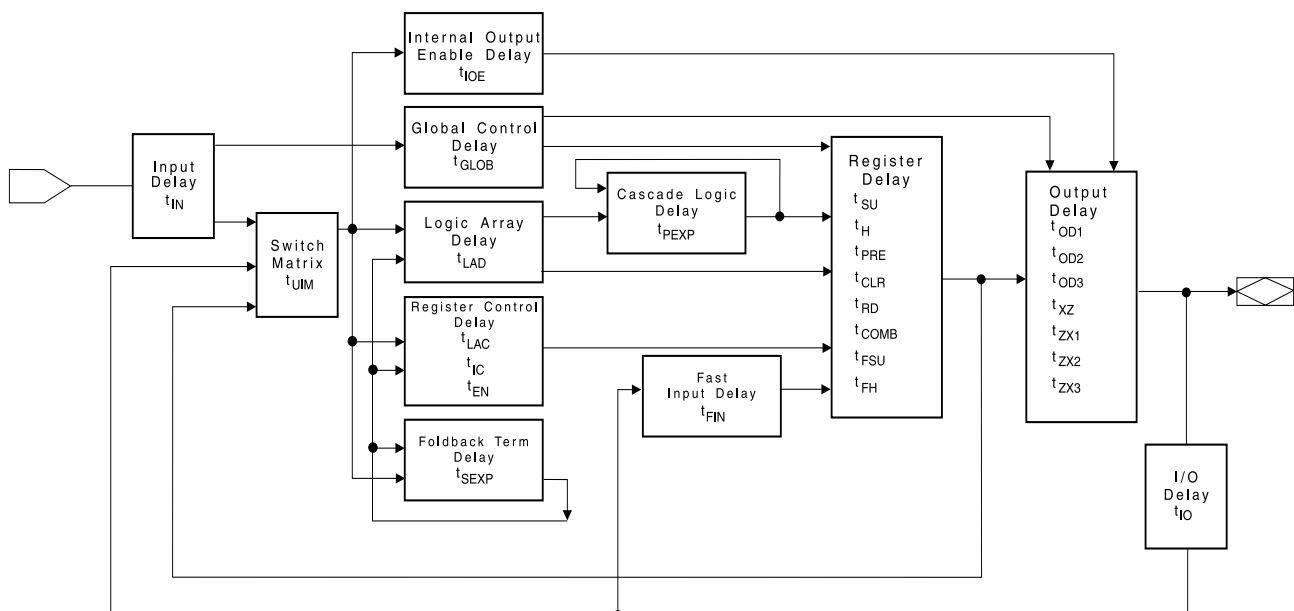 Input
Delay
tIN
Switch
Matrix
tUIM
Internal Output
Enable Delay
tIOE
Global Control
Delay
tGLOB
Logic Array
Delay
tLAD
Register Control
Delay
tLAC
tIC
tEN
Foldback Term
Delay
tSEXP
Cascade Logic
Delay
tPEXP
Fast
Input Delay
tFIN
Register
Delay
tSU
tH
tPRE
tCLR
tRD
tCOMB
tFSU
tFH
Output
Delay
tOD1
tOD2
tOD3
tXZ
tZX1
tZX2
tZX3
I/O
Delay
tIO